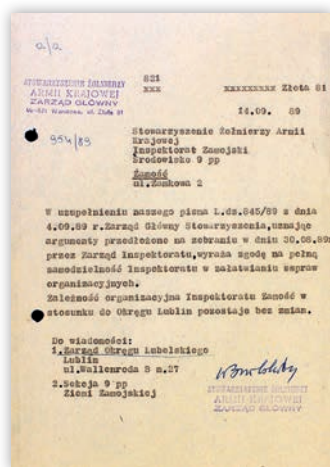 a/a
STOWARZYSZENIE ŻOŁNIERZY
ARMII KRAJOWEJ
ZARZĄD GŁÓWNY
Warszawa, ul. Złota 81
954/89
821
xxx xxxxxxxxx Złota 81
14.09. 89
Stowarzyszenie Żołnierzy Armii
Krajowej
Inspektorat Zamojski
Środowisko 9 pp
Zamość
ul.Zamkowa 2
W uzupełnieniu naszego pisma L.dz.845/89 z dnia
4.09.89 r.Zarząd Główny Stowarzyszenia,uznając
argumenty przedłożone na zebraniu w dniu 30.08.89r
przez Zarząd Inspektoratu,wyraża zgodę na pełną
samodzielność Inspektoratu w załatwianiu spraw
organizacyjnych.
Zależność organizacyjna Inspektoratu Zamość w
stosunku do Okręgu Lublin pozostaje bez zmian.
Do wiadomości:
1.Zarząd Okręgu Lubelskiego
Lublin
ul.Wallenroda m.27
2.Sekcja 9 pp
Ziemi Zamojskiej
STOWARZYSZENIE ŻOŁNIERZY
ARMII KRAJOWEJ
ZARZĄD GŁÓWNY